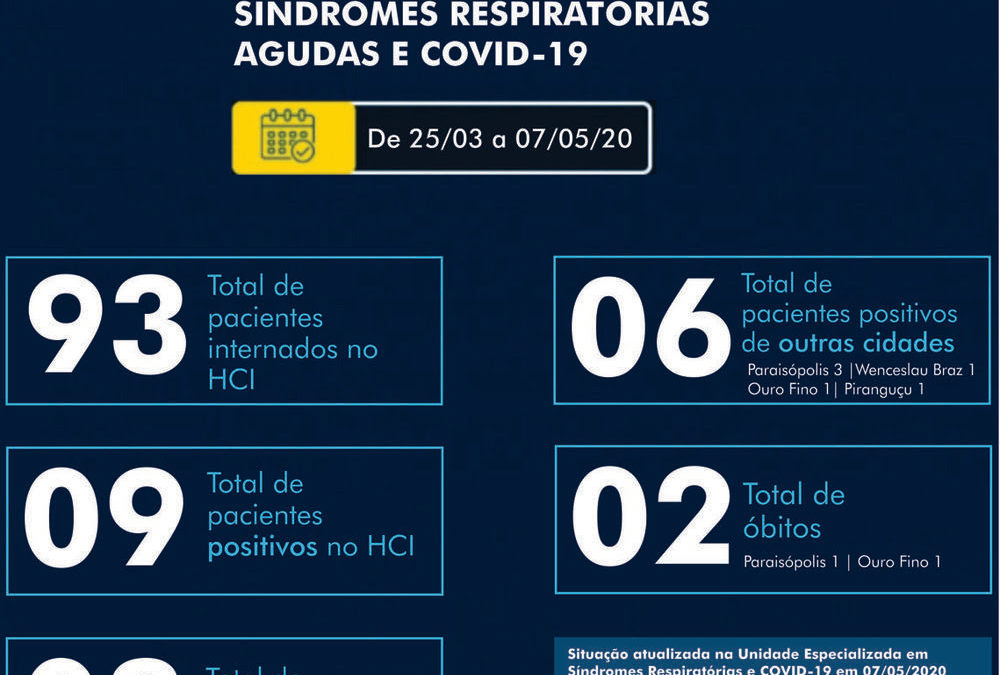 SÍNDROMES RESPIRATÓRIAS
AGUDAS E COVID-19
De 25/03 a 07/05/20
93
Total de
pacientes
internados no
HCI
06
Total de
pacientes positivos
de outras cidades
Paraisópolis 3 |Wenceslau Braz 1
Ouro Fino 1| Piranguçu 1
09
Total de
pacientes
positivos no HCI
02
Total de
óbitos
Paraisópolis 1 | Ouro Fino 1
Total de
Situação atualizada na Unidade Especializada em
Síndromes Respiratórias e COVID-19 em 07/05/2020